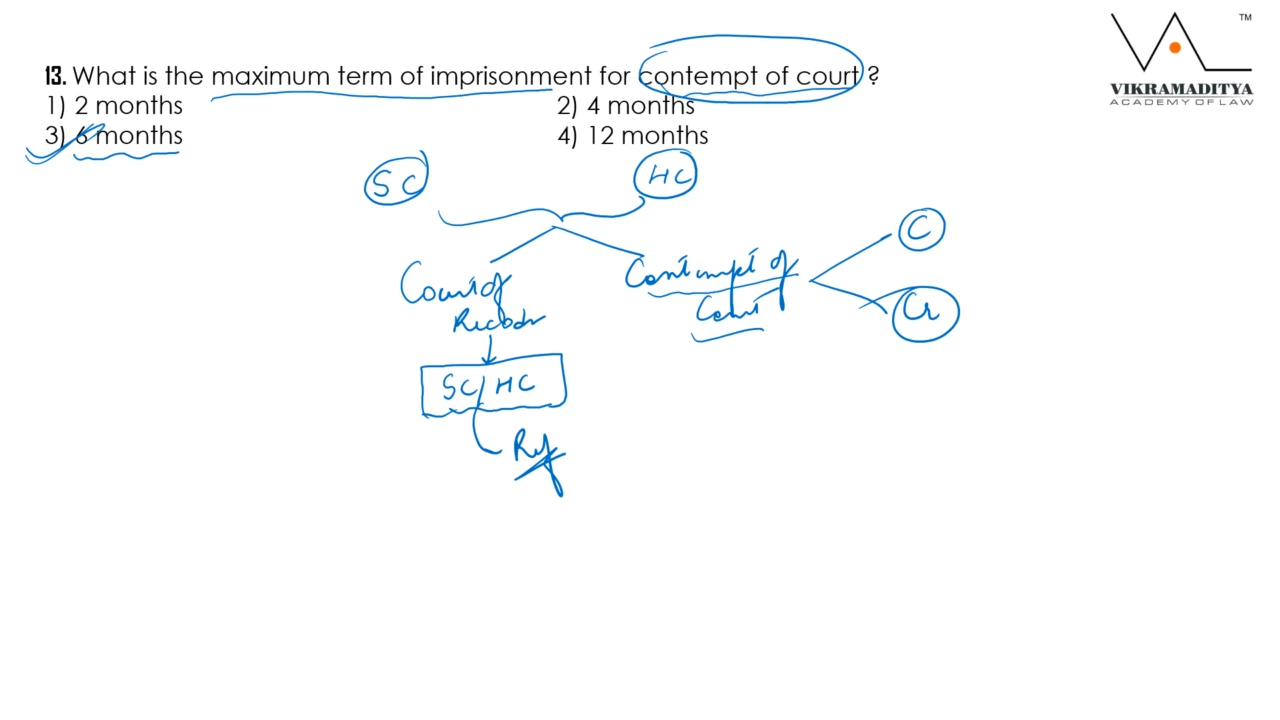 13. What is the maximum term of imprisonment for contempt of court ?
1) 2 months
2) 4 months
3) 6 months
4) 12 months
TM
VIKRAMADITYA
ACADEMY OF LAW
SC
HC
Court of
Contempt of
Court
C
Cr
SC/HC